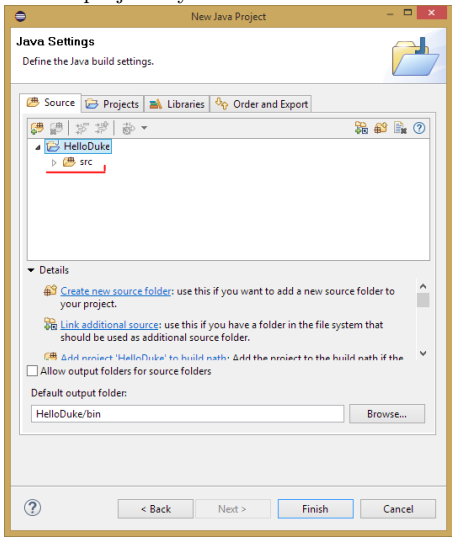 New Java Project
Java Settings
Define the Java build settings.
Source Projects Libraries Order and Export
HelloDuke
src
Details
Create new source folder: use this if you want to add a new source folder to
your project.
Link additional source: use this if you have a folder in the file system that
should be used as additional source folder.
Add project 'HelloDuke' to build path: Add the project to the build path if the
Allow output folders for source folders
Default output folder:
HelloDuke/bin
Browse...
? < Back Next > Finish Cancel